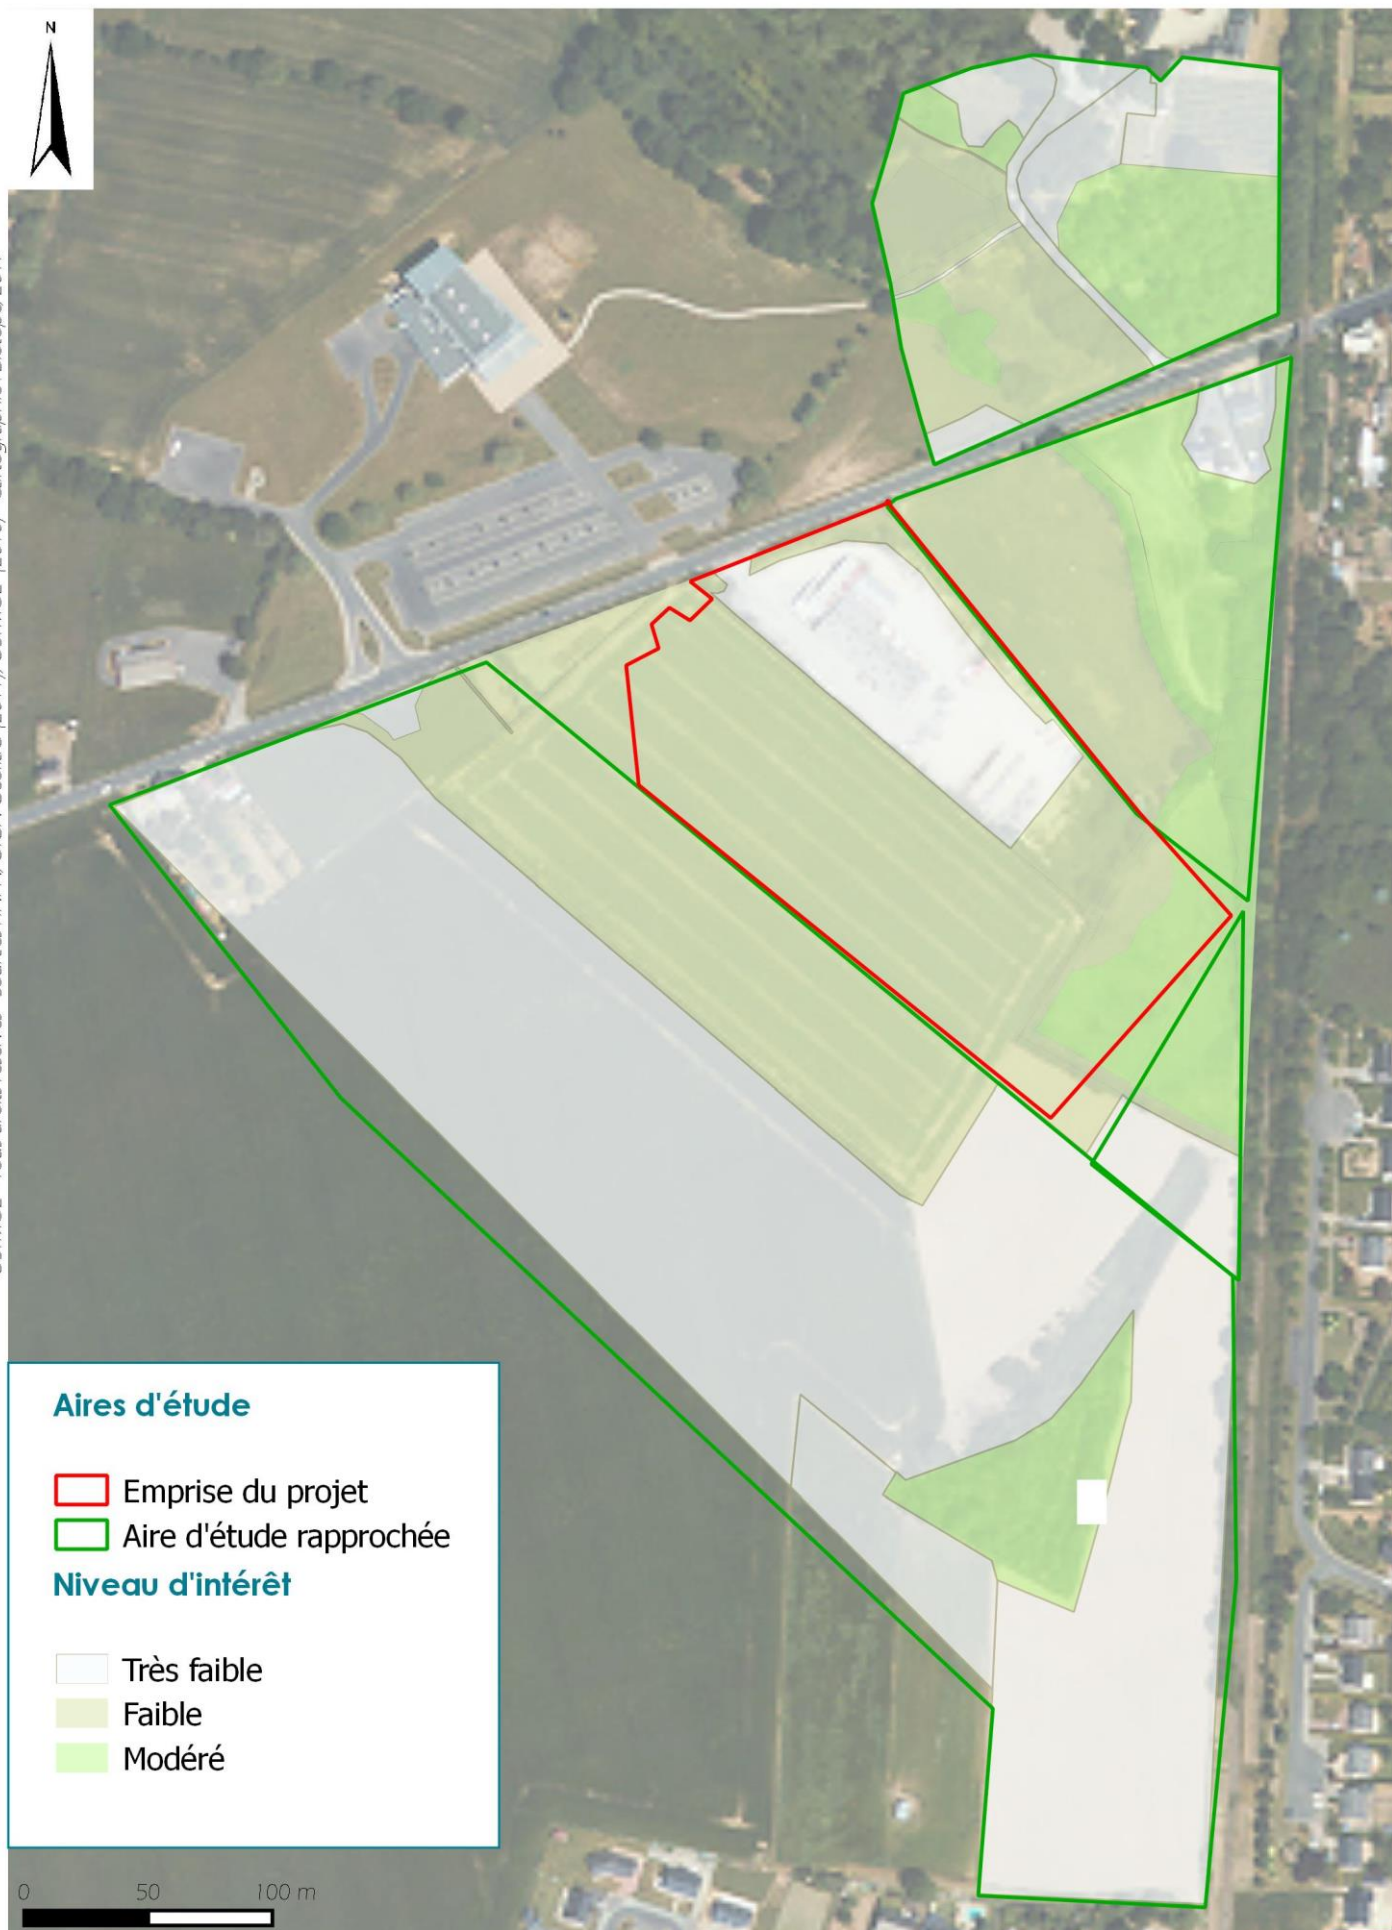 N
Aires d'étude
Emprise du projet
Aire d'étude rapprochée
Niveau d'intérêt
Très faible
Faible
Modéré
0 50 100 m